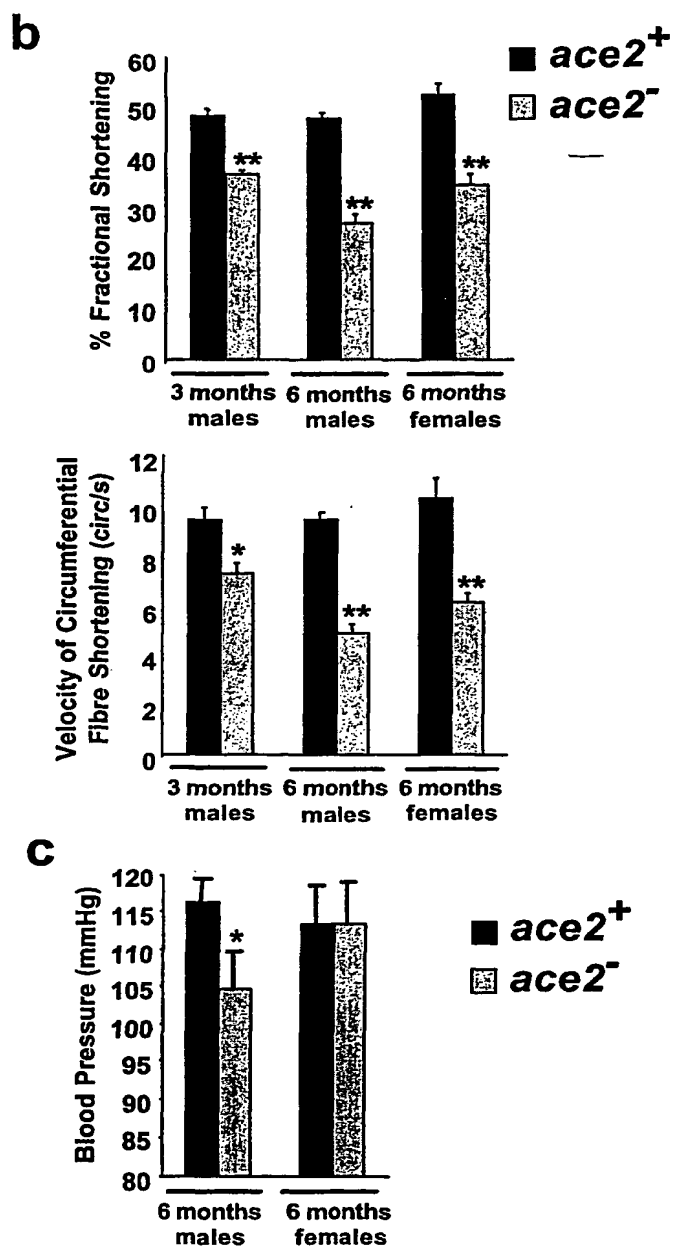 b
ace2+
ace2-
% Fractional Shortening
60
50
40
30
20
10
0
**
**
**
3 months
males
6 months
males
6 months
females
Velocity of Circumferential
Fibre Shortening (circ/s)
12
10
8
6
4
2
0
*
**
**
3 months
males
6 months
males
6 months
females
c
ace2+
ace2-
Blood Pressure (mmHg)
120
115
110
105
100
95
90
85
80
*
6 months
males
6 months
females